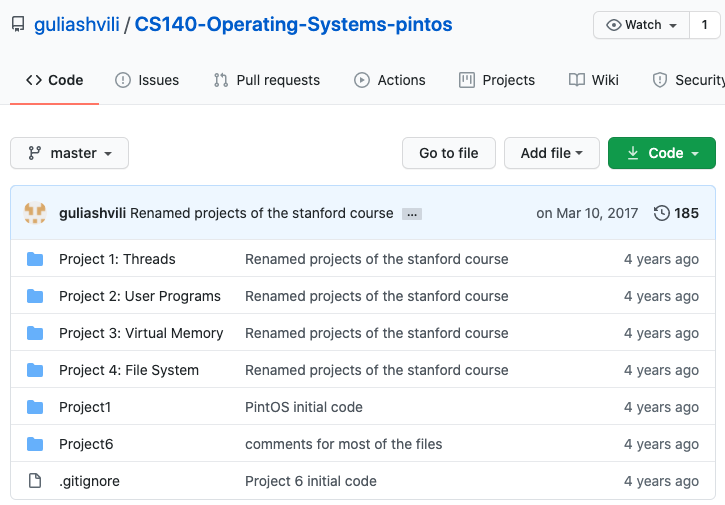 guliashvili / CS140-Operating-Systems-pintos Watch 1
Code Issues Pull requests Actions Projects Wiki Security
master Go to file Add file Code
guliashvili Renamed projects of the stanford course ... on Mar 10, 2017 185
Project 1: Threads Renamed projects of the stanford course 4 years ago
Project 2: User Programs Renamed projects of the stanford course 4 years ago
Project 3: Virtual Memory Renamed projects of the stanford course 4 years ago
Project 4: File System Renamed projects of the stanford course 4 years ago
Project1 PintOS initial code 4 years ago
Project6 comments for most of the files 4 years ago
.gitignore Project 6 initial code 4 years ago